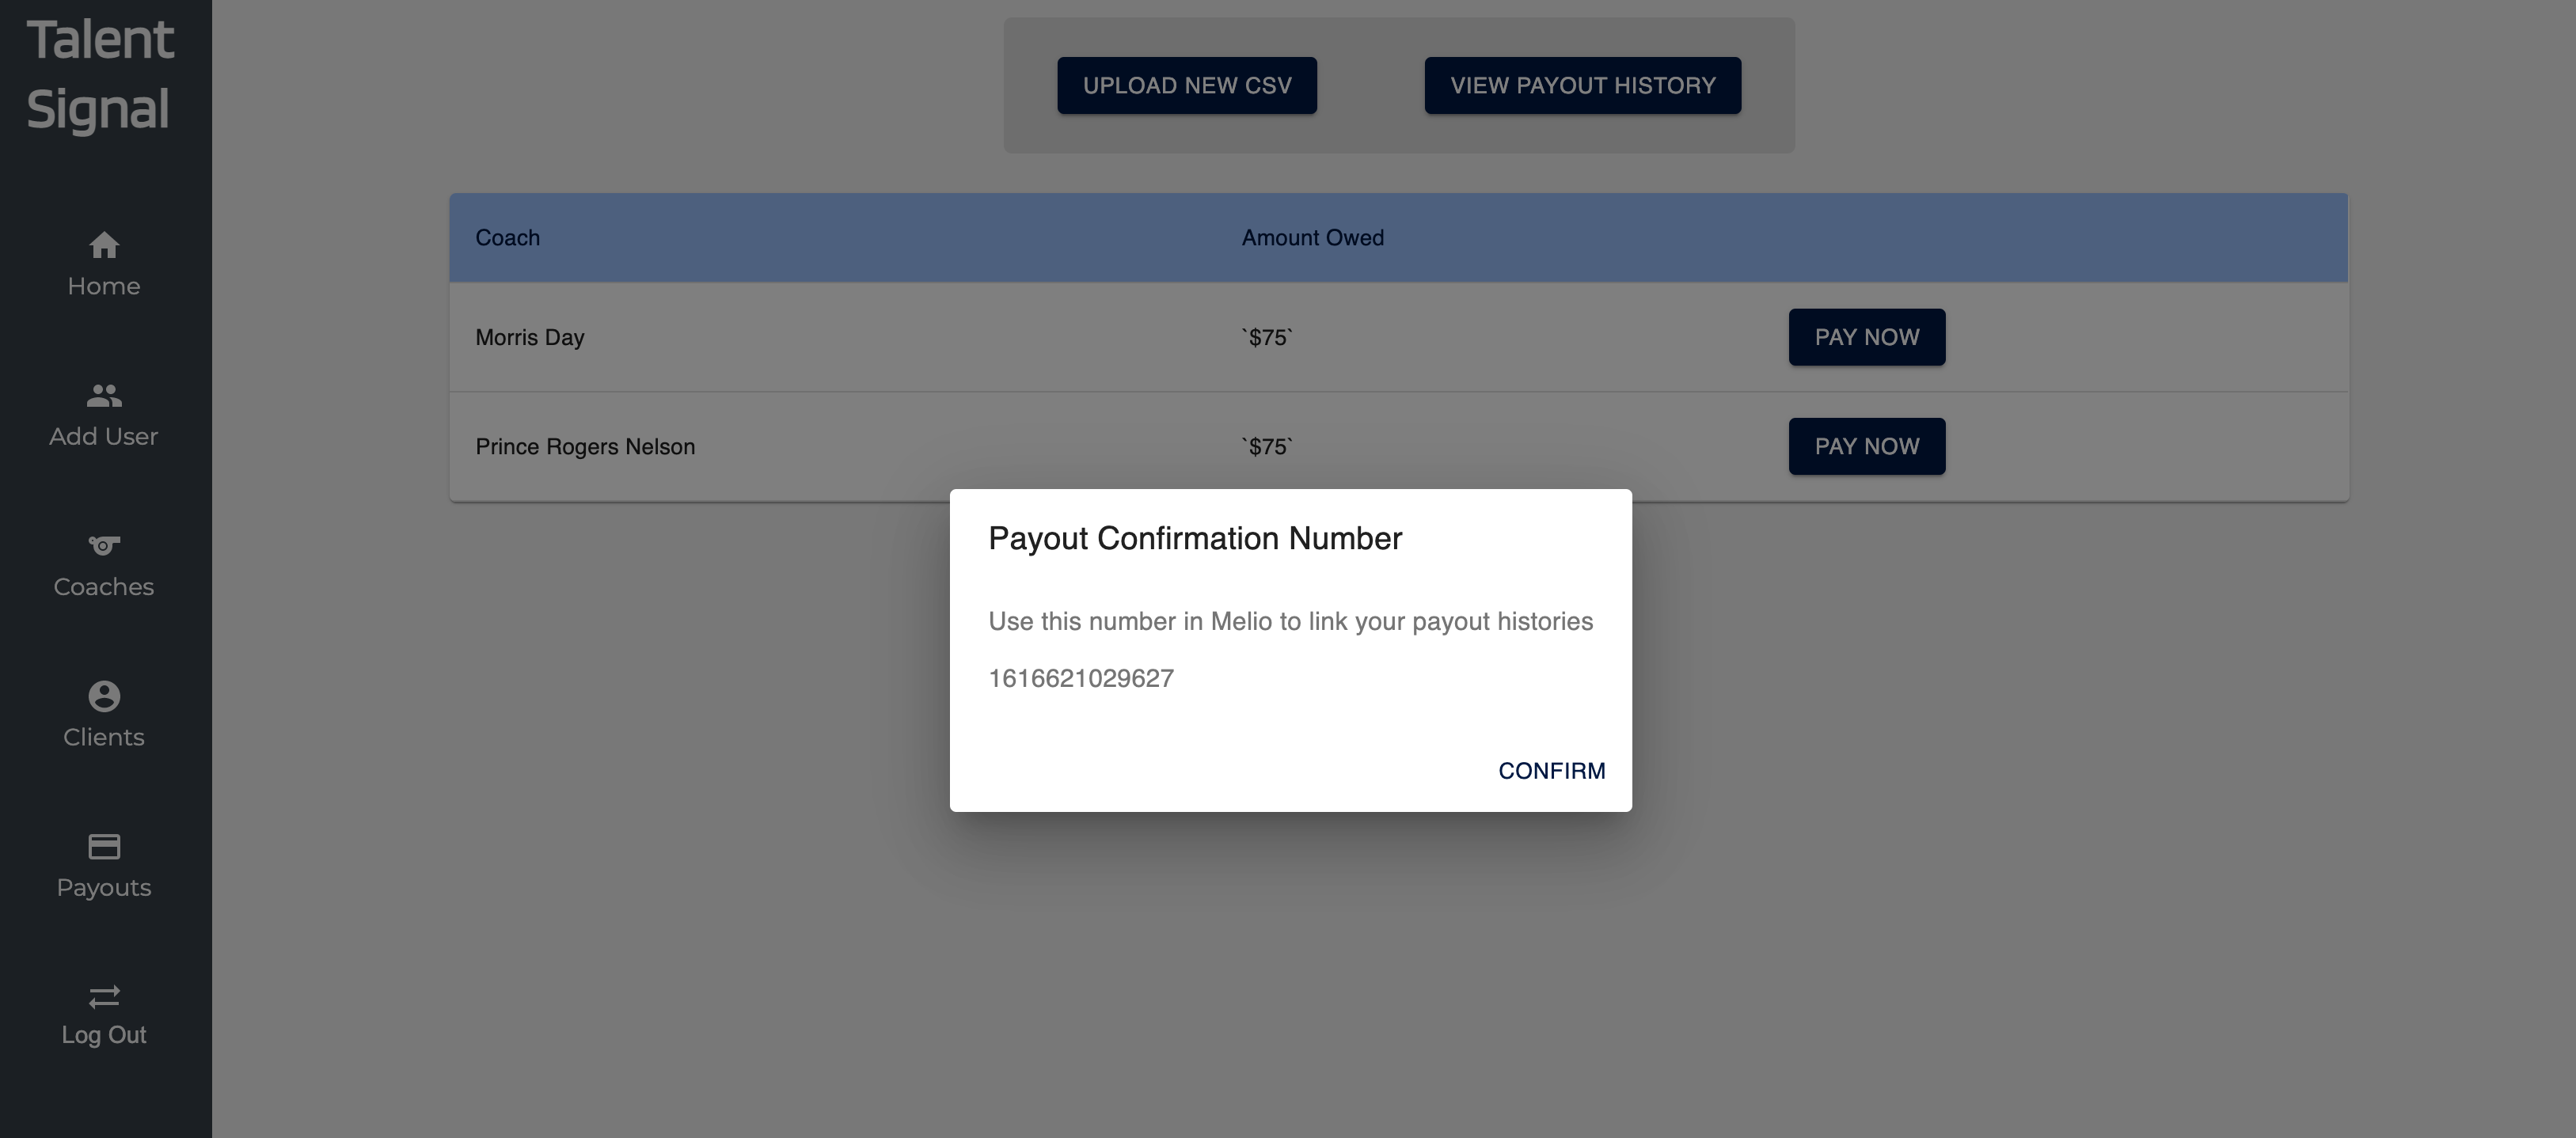 Talent
Signal
Home
Add User
Coaches
Clients
Payouts
Log Out
UPLOAD NEW CSV
VIEW PAYOUT HISTORY
Coach
Amount Owed
Morris Day
`$75`
PAY NOW
Prince Rogers Nelson
`$75`
PAY NOW
Payout Confirmation Number
Use this number in Melio to link your payout histories
1616621029627
CONFIRM